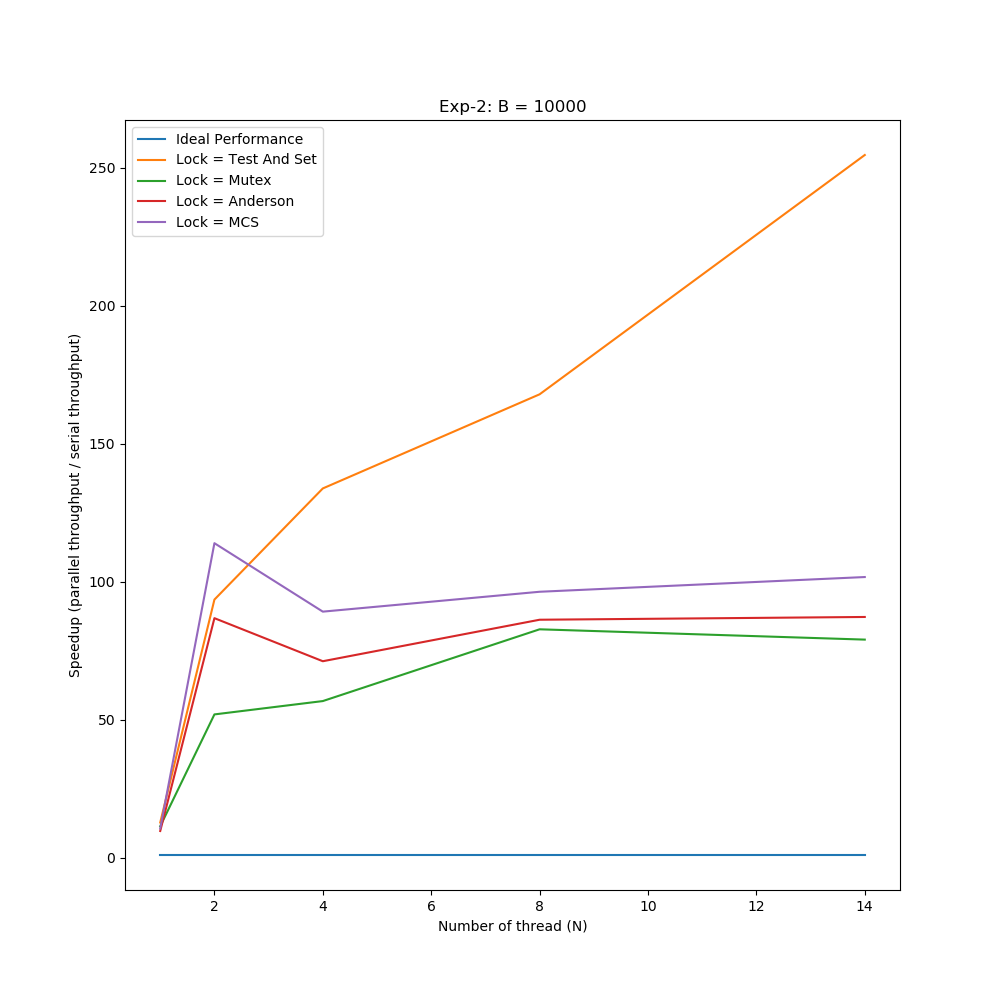 Exp-2: B = 10000
Ideal Performance
Lock = Test And Set
Lock = Mutex
Lock = Anderson
Lock = MCS
Speedup (parallel throughput / serial throughput)
250
200
150
100
50
0
2 4 6 8 10 12 14
Number of thread (N)